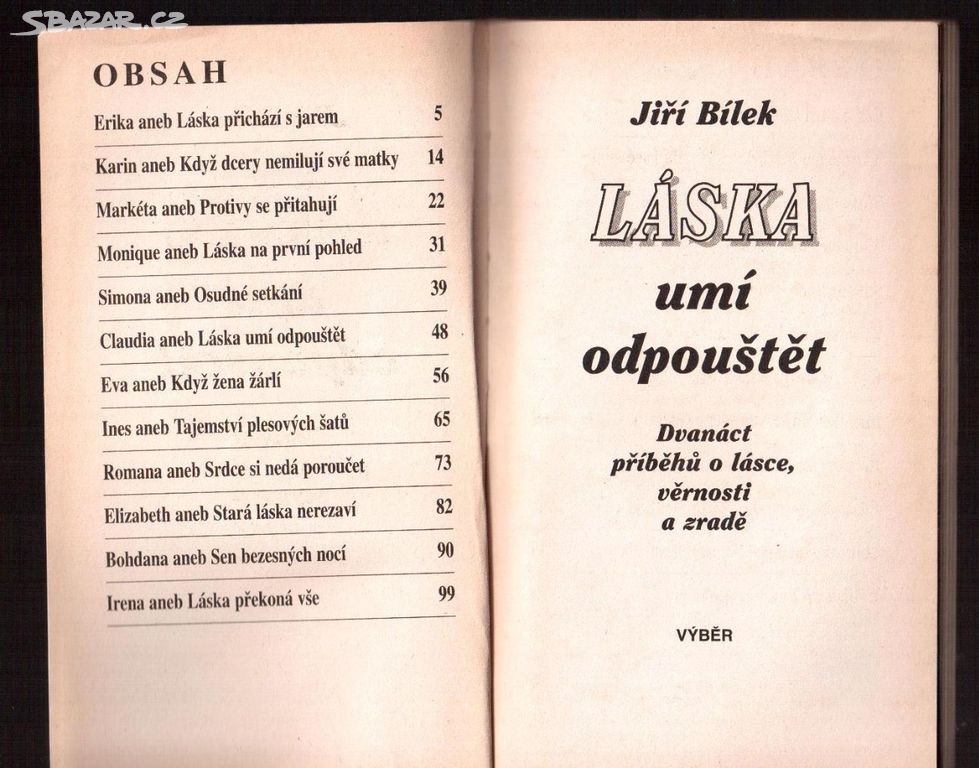 SBAZAR.CZ
OBSAH
Erika aneb Láska přichází s jarem 5
Karin aneb Když dcery nemilují své matky 14
Markéta aneb Protivy se přitahují 22
Monique aneb Láska na první pohled 31
Simona aneb Osudné setkání 39
Claudia aneb Láska umí odpouštět 48
Eva aneb Když žena žárlí 56
Ines aneb Tajemství plesových šatů 65
Romana aneb Srdce si nedá poroučet 73
Elizabeth aneb Stará láska nerezaví 82
Bohdana aneb Sen bezesných nocí 90
Irena aneb Láska překoná vše 99
Jiří Bílek
LÁSKA
umí
odpouštět
Dvanáct
příběhů o lásce,
věrnosti
a zradě
VÝBĚR